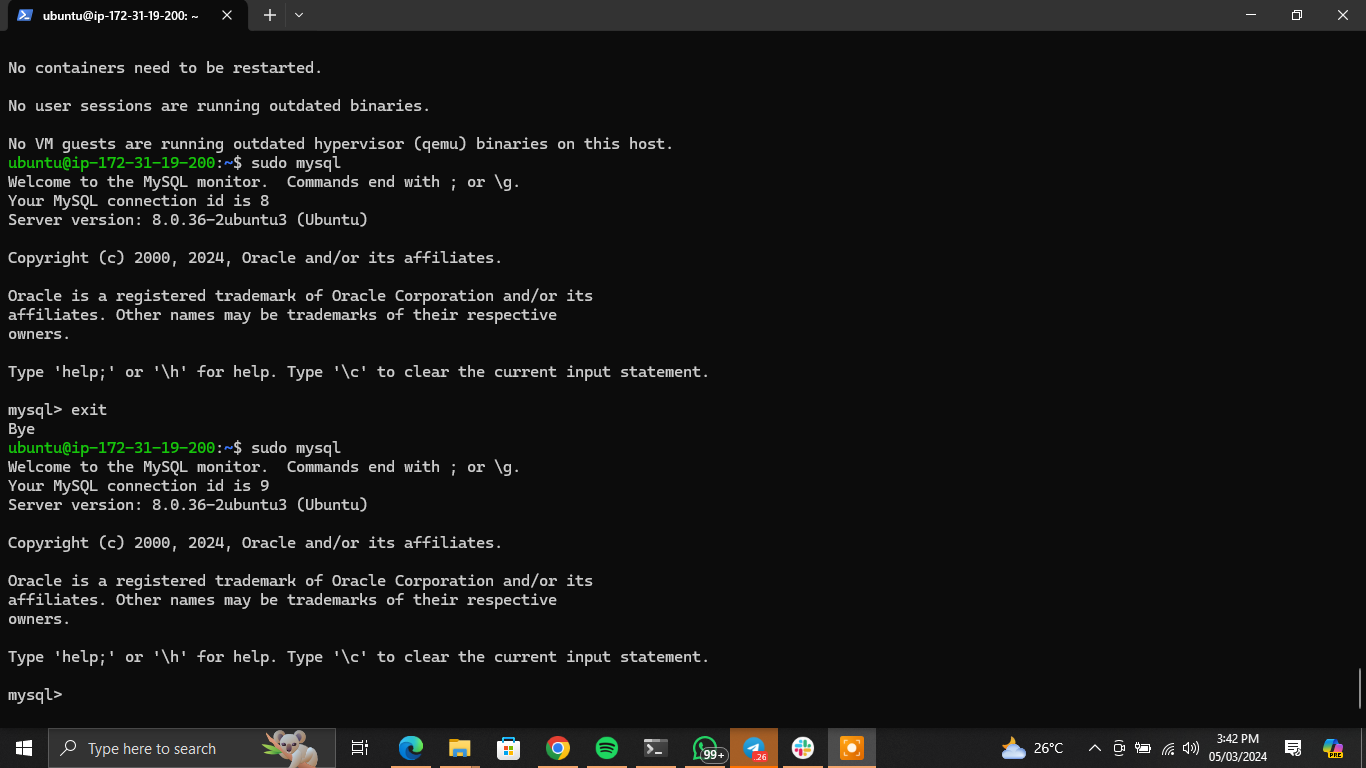 ubuntu@ip-172-31-19-200: ~
No containers need to be restarted.
No user sessions are running outdated binaries.
No VM guests are running outdated hypervisor (qemu) binaries on this host.
ubuntu@ip-172-31-19-200:~$ sudo mysql
Welcome to the MySQL monitor.  Commands end with ; or \g.
Your MySQL connection id is 8
Server version: 8.0.36-2ubuntu3 (Ubuntu)
Copyright (c) 2000, 2024, Oracle and/or its affiliates.
Oracle is a registered trademark of Oracle Corporation and/or its
affiliates. Other names may be trademarks of their respective
owners.
Type 'help;' or '\h' for help. Type '\c' to clear the current input statement.
mysql> exit
Bye
ubuntu@ip-172-31-19-200:~$ sudo mysql
Welcome to the MySQL monitor.  Commands end with ; or \g.
Your MySQL connection id is 9
Server version: 8.0.36-2ubuntu3 (Ubuntu)
Copyright (c) 2000, 2024, Oracle and/or its affiliates.
Oracle is a registered trademark of Oracle Corporation and/or its
affiliates. Other names may be trademarks of their respective
owners.
Type 'help;' or '\h' for help. Type '\c' to clear the current input statement.
mysql>
Type here to search
99+
26
26°C
3:42 PM
05/03/2024
PRE